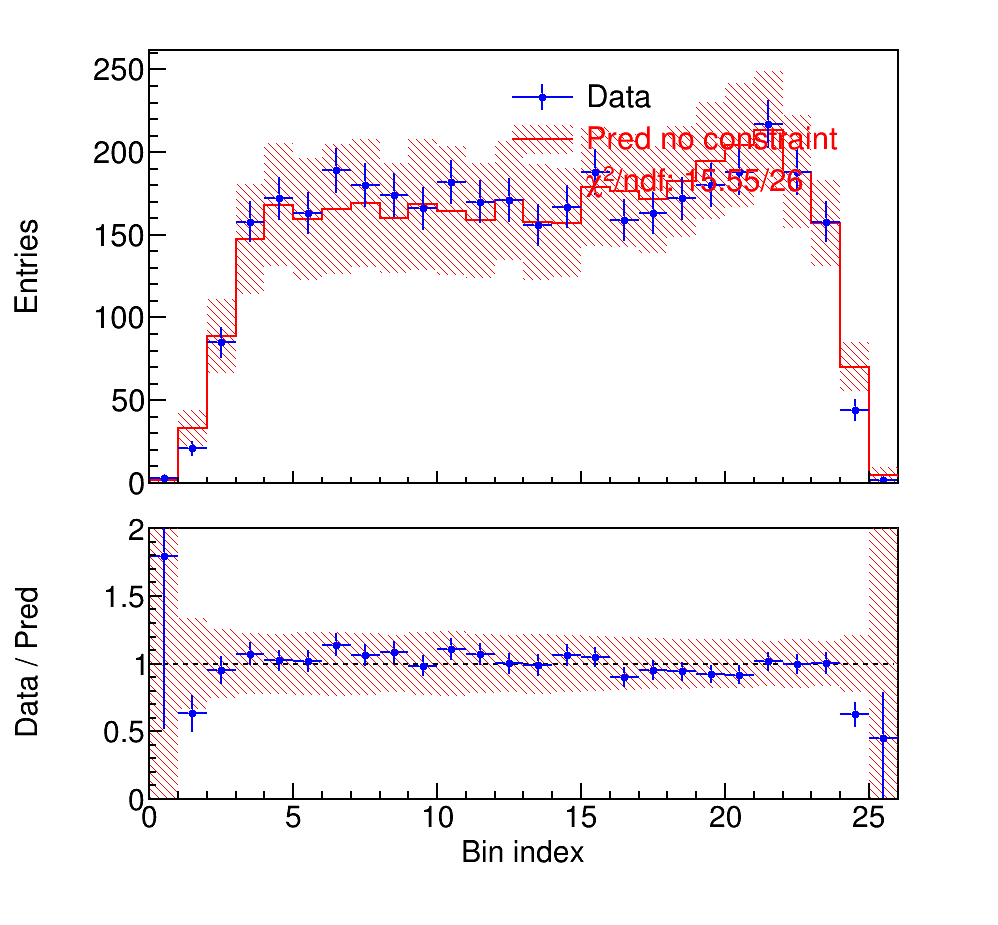 250
200
150
100
50
0
Entries
Data
Pred no constraint
χ²/ndf: 15.55/26
2
1.5
1
0.5
0
Data / Pred
0 5 10 15 20 25
Bin index